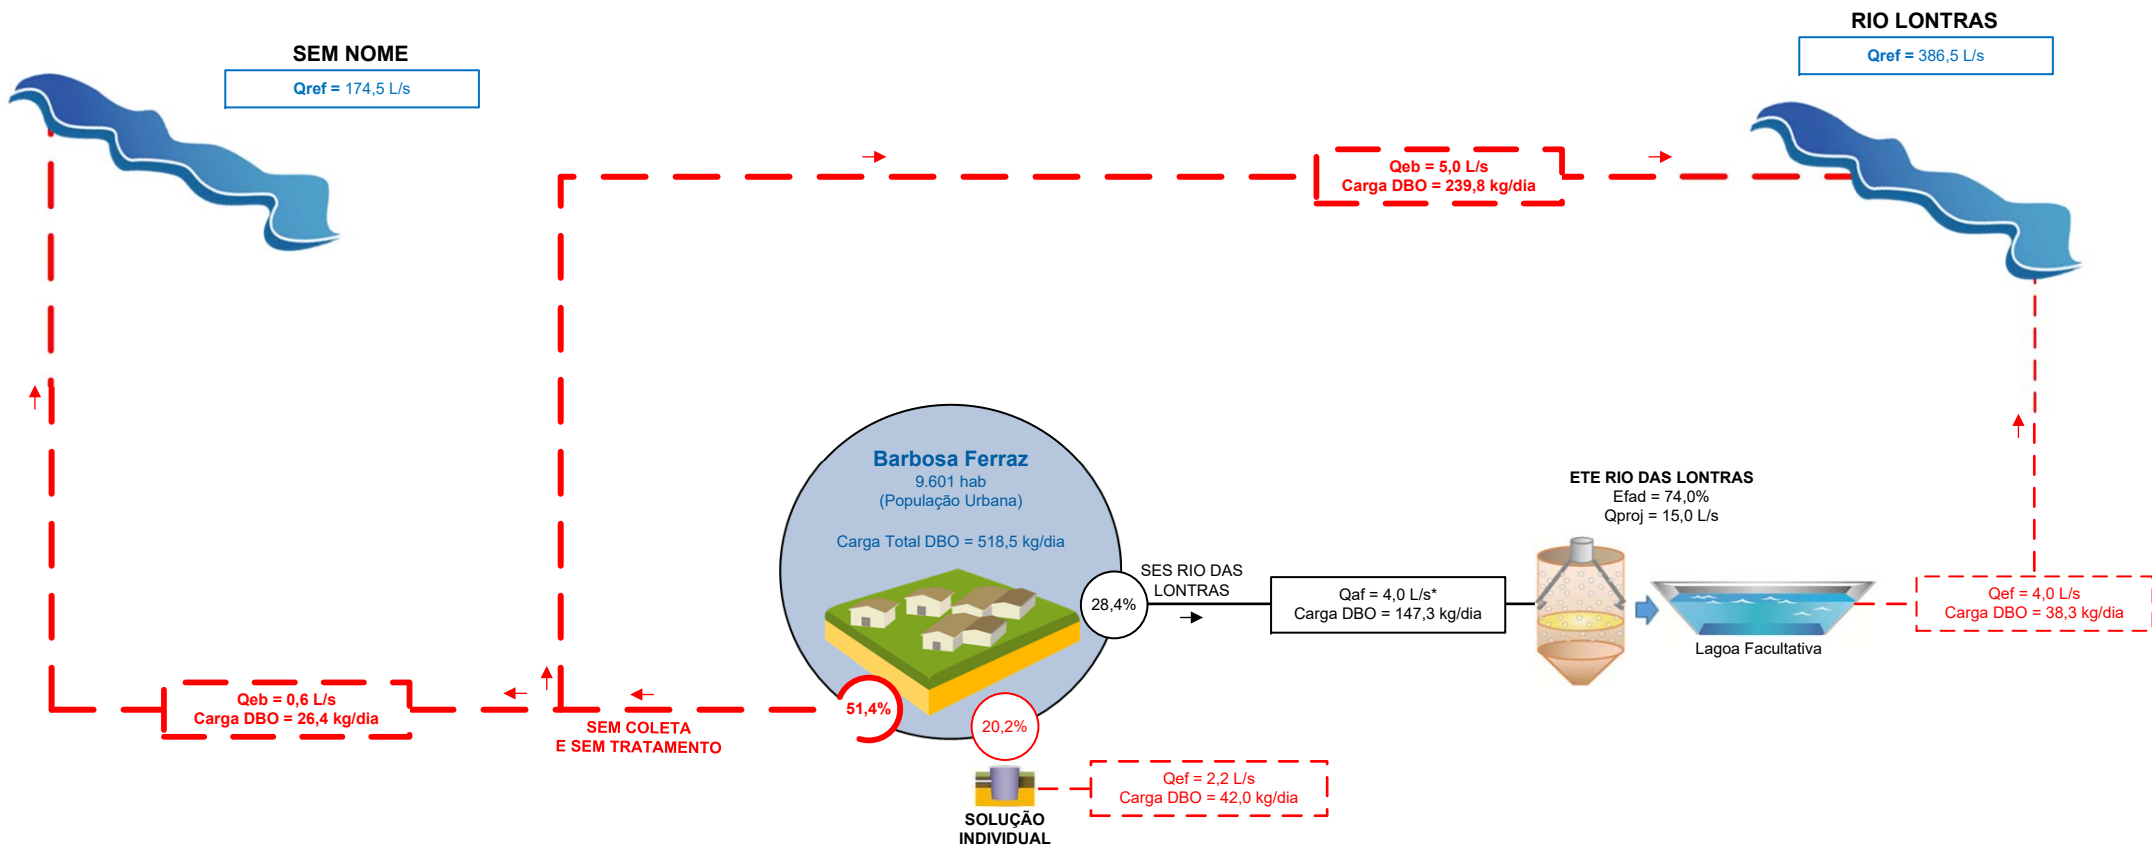 RIO LONTRAS
Qref = 386,5 L/s
SEM NOME
Qref = 174,5 L/s
Qeb = 5,0 L/s
Carga DBO = 239,8 kg/dia
Barbosa Ferraz
9.601 hab
(População Urbana)
Carga Total DBO = 518,5 kg/dia
ETE RIO DAS LONTRAS
Efad = 74,0%
Qproj = 15,0 L/s
SES RIO DAS
LONTRAS
28,4%
Qaf = 4,0 L/s*
Carga DBO = 147,3 kg/dia
Lagoa Facultativa
Qef = 4,0 L/s
Carga DBO = 38,3 kg/dia
Qeb = 0,6 L/s
Carga DBO = 26,4 kg/dia
SEM COLETA
E SEM TRATAMENTO
51,4%
20,2%
Qef = 2,2 L/s
Carga DBO = 42,0 kg/dia
SOLUÇÃO
INDIVIDUAL